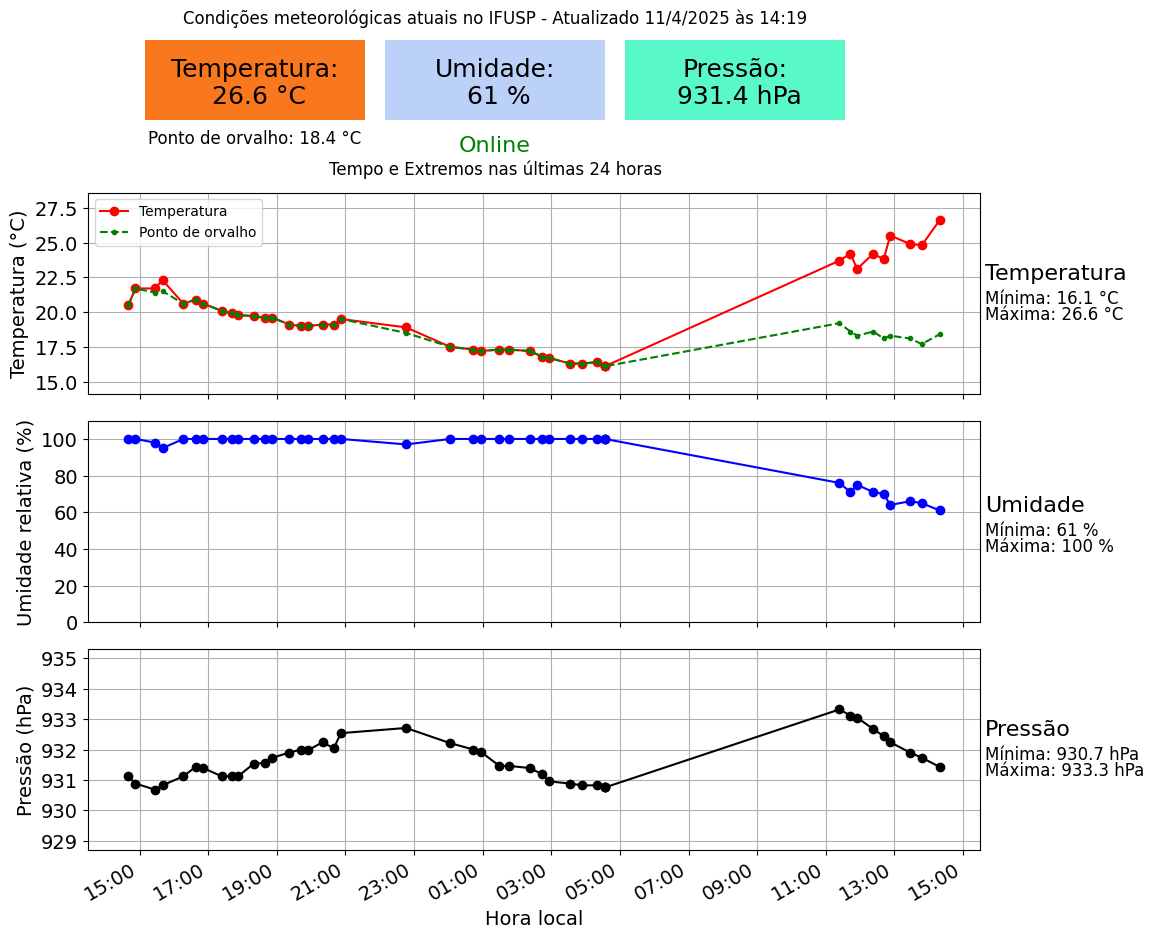 Condições meteorológicas atuais no IFUSP - Atualizado 11/4/2025 às 14:19
Temperatura:
26.6 °C
Umidade:
61 %
Pressão:
931.4 hPa
Ponto de orvalho: 18.4 °C
Online
Tempo e Extremos nas últimas 24 horas
Temperatura (°C)
27.5
25.0
22.5
20.0
17.5
15.0
Temperatura
Ponto de orvalho
Temperatura
Mínima: 16.1 °C
Máxima: 26.6 °C
Umidade relativa (%)
100
80
60
40
20
0
Umidade
Mínima: 61 %
Máxima: 100 %
Pressão (hPa)
935
934
933
932
931
930
929
Pressão
Mínima: 930.7 hPa
Máxima: 933.3 hPa
15:00 17:00 19:00 21:00 23:00 01:00 03:00 05:00 07:00 09:00 11:00 13:00 15:00
Hora local